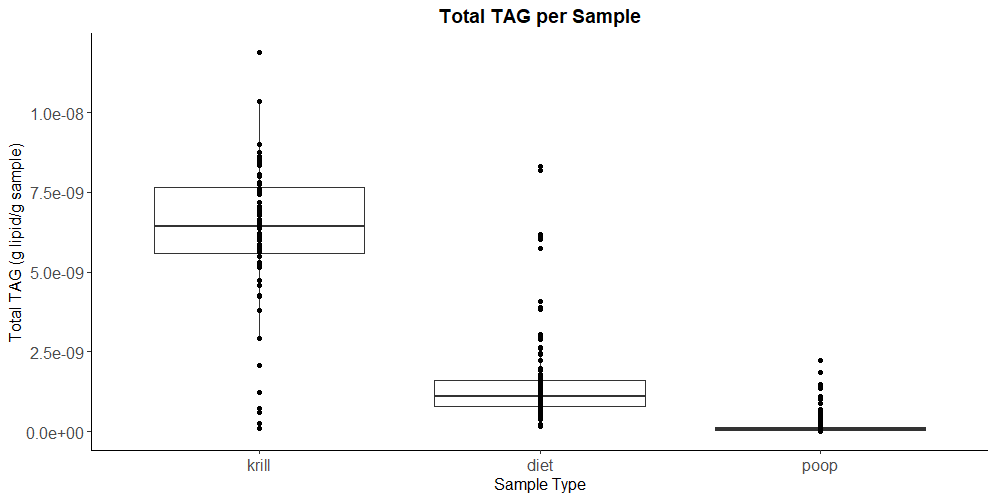 Total TAG per Sample
Total TAG (g lipid/g sample)
1.0e-08
7.5e-09
5.0e-09
2.5e-09
0.0e+00
krill diet poop
Sample Type